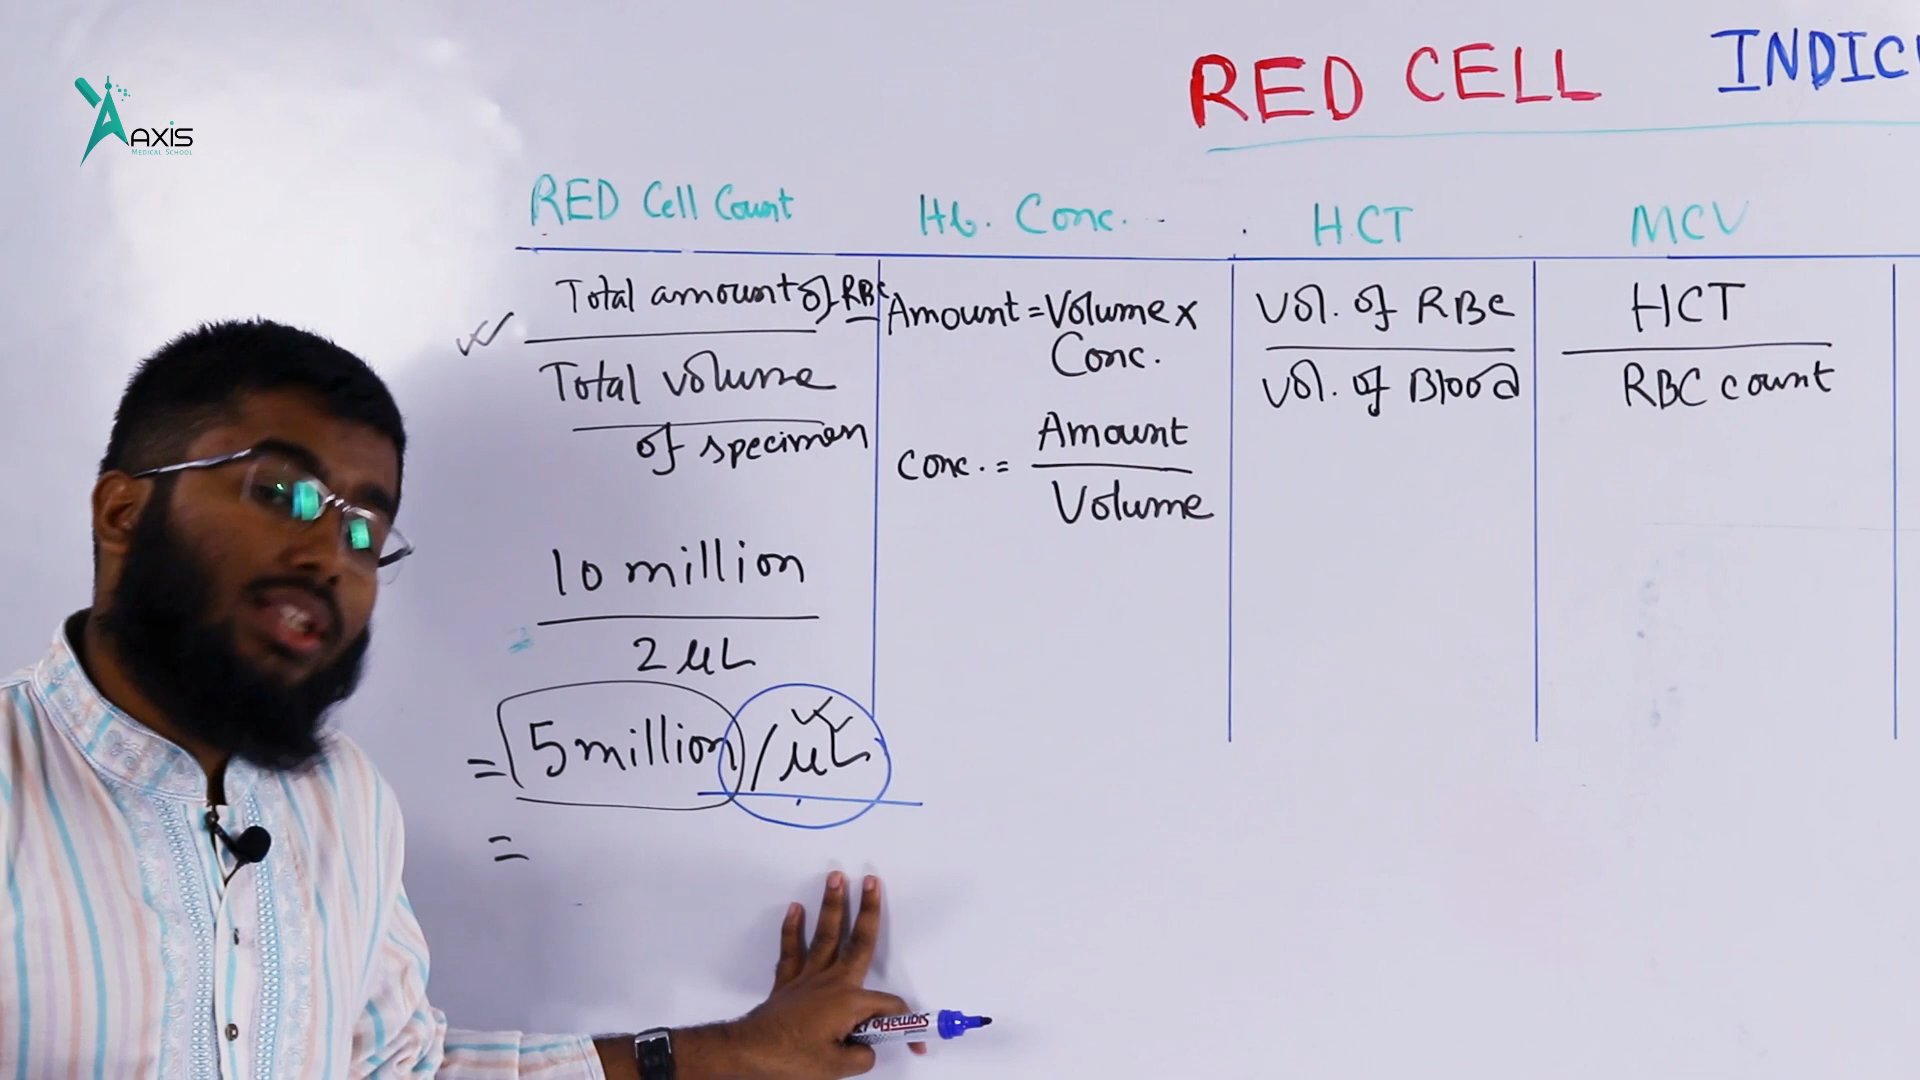 AXIS
MEDICAL SCHOOL
RED CELL INDIC
RED Cell Count
Total amount of RBC
Total volume
of specimen
10 million
2 μL
= 5 million /μL
=
Hb. Conc. ..
Amount = Volume x
Conc.
Conc. = Amount
Volume
HCT
Vol. of RBC
Vol. of Blood
MCV
HCT
RBC count